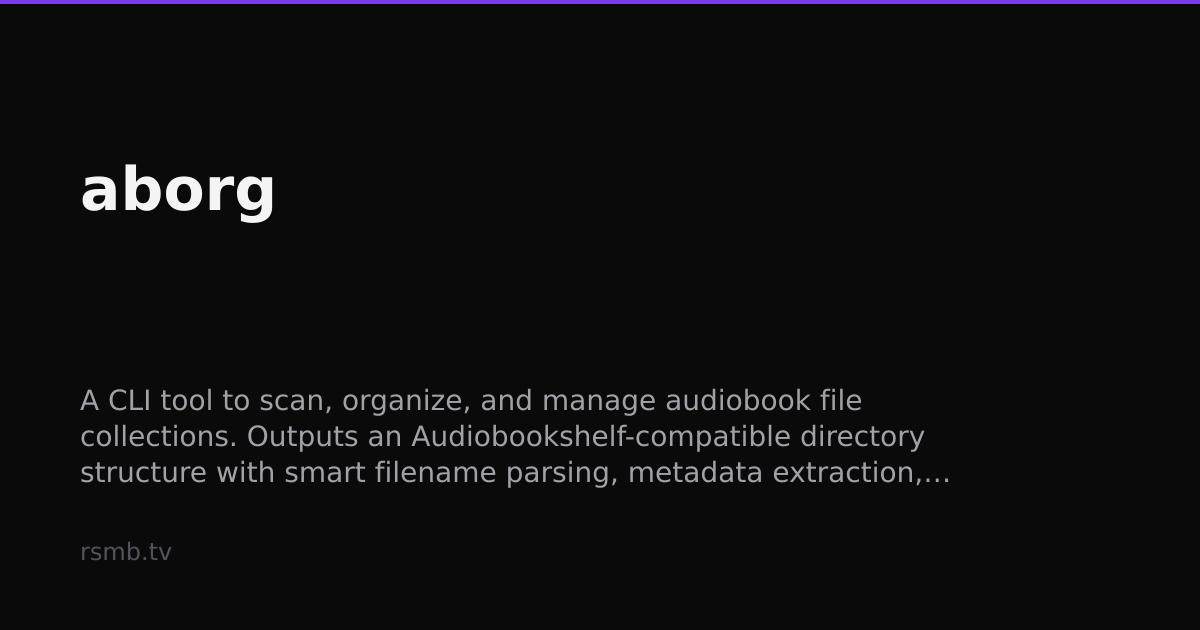 aborg
A CLI tool to scan, organize, and manage audiobook file
collections. Outputs an Audiobookshelf-compatible directory
structure with smart filename parsing, metadata extraction,…
rsmb.tv